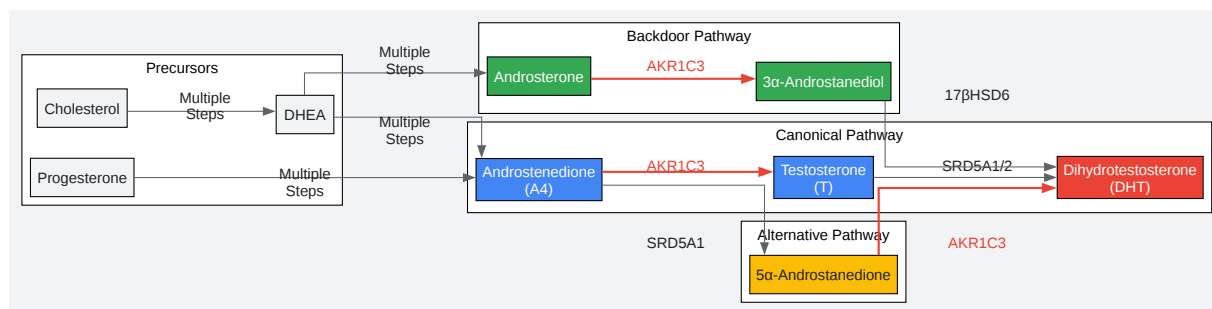 Backdoor Pathway
Multiple
Steps
Precursors
AKR1C3
Androsterone
3α-Androstanediol
Cholesterol
Multiple
Steps
DHEA
17βHSD6
Multiple
Steps
Canonical Pathway
Progesterone
Multiple
Steps
Androstenedione
(A4)
AKR1C3
Testosterone
(T)
SRD5A1/2
Dihydrotestosterone
(DHT)
SRD5A1
Alternative Pathway
AKR1C3
5α-Androstanedione